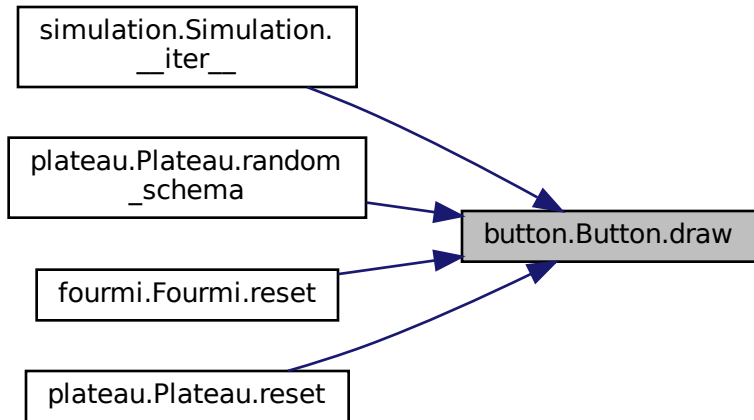 simulation.Simulation.
__iter__
plateau.Plateau.random
_schema
button.Button.draw
fourmi.Fourmi.reset
plateau.Plateau.reset